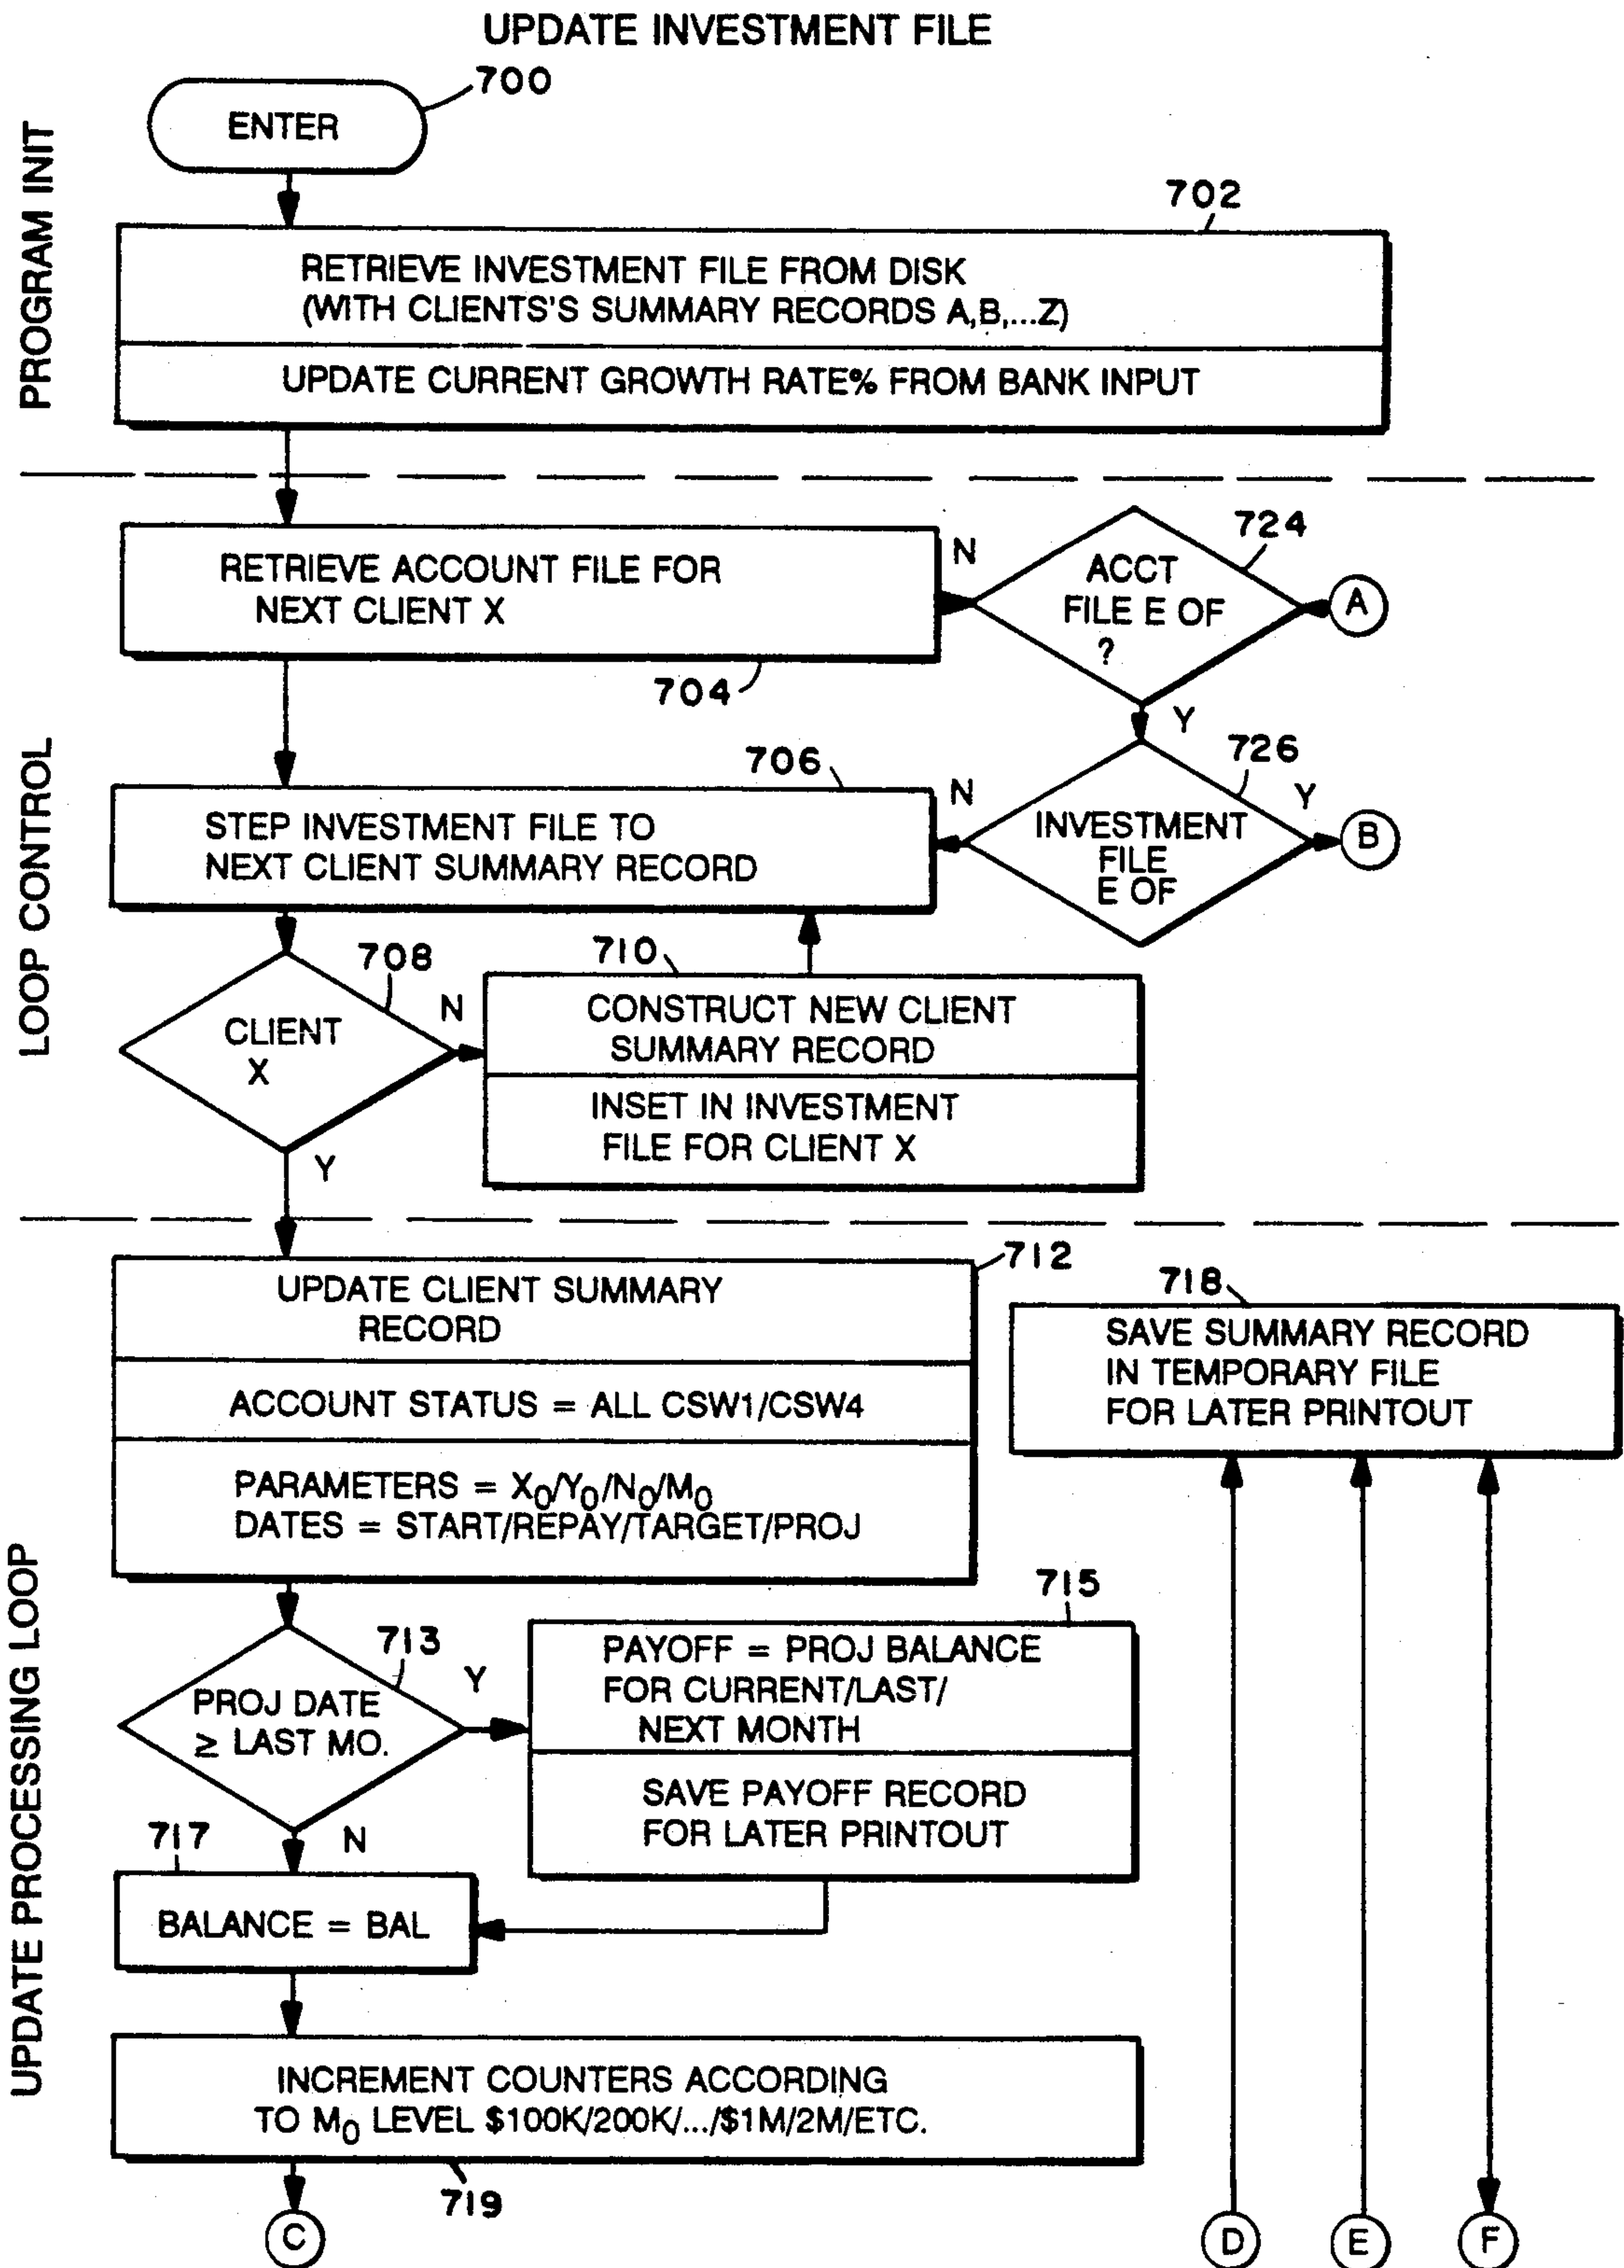 UPDATE INVESTMENT FILE
700
ENTER
PROGRAM INIT
702
RETRIEVE INVESTMENT FILE FROM DISK
(WITH CLIENTS'S SUMMARY RECORDS A,B,...Z)
UPDATE CURRENT GROWTH RATE% FROM BANK INPUT
LOOP CONTROL
RETRIEVE ACCOUNT FILE FOR
NEXT CLIENT X
704
N
ACCT
FILE E OF
?
724
A
Y
706
STEP INVESTMENT FILE TO
NEXT CLIENT SUMMARY RECORD
N
INVESTMENT
FILE
E OF
726
Y
B
708
CLIENT
X
N
Y
710
CONSTRUCT NEW CLIENT
SUMMARY RECORD
INSET IN INVESTMENT
FILE FOR CLIENT X
UPDATE PROCESSING LOOP
712
UPDATE CLIENT SUMMARY
RECORD
ACCOUNT STATUS = ALL CSW1/CSW4
PARAMETERS = X0/Y0/N0/M0
DATES = START/REPAY/TARGET/PROJ
718
SAVE SUMMARY RECORD
IN TEMPORARY FILE
FOR LATER PRINTOUT
713
PROJ DATE
≥ LAST MO.
Y
N
715
PAYOFF = PROJ BALANCE
FOR CURRENT/LAST/
NEXT MONTH
SAVE PAYOFF RECORD
FOR LATER PRINTOUT
717
BALANCE = BAL
INCREMENT COUNTERS ACCORDING
TO M0 LEVEL $100K/200K/.../$1M/2M/ETC.
719
C
D
E
F